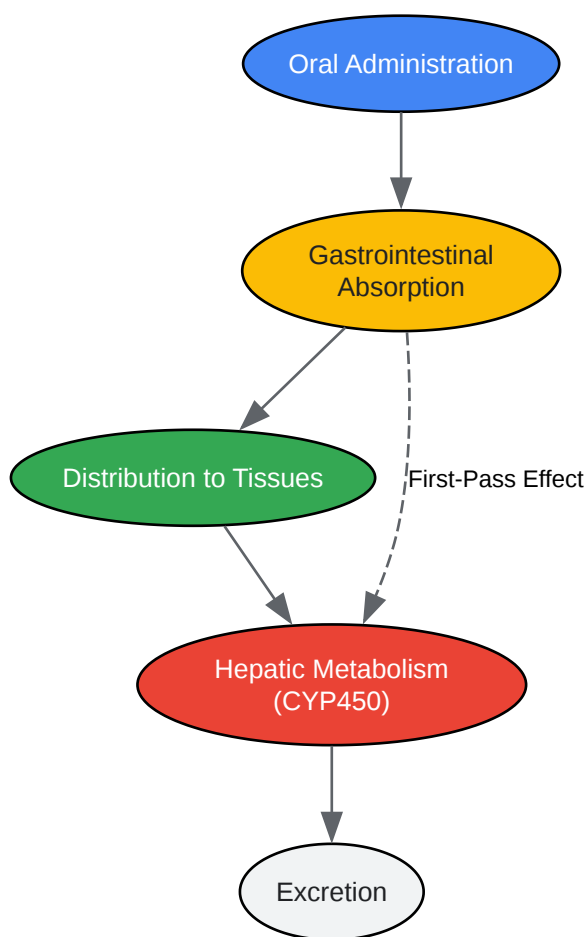 Oral Administration
Gastrointestinal
Absorption
Distribution to Tissues
First-Pass Effect
Hepatic Metabolism
(CYP450)
Excretion